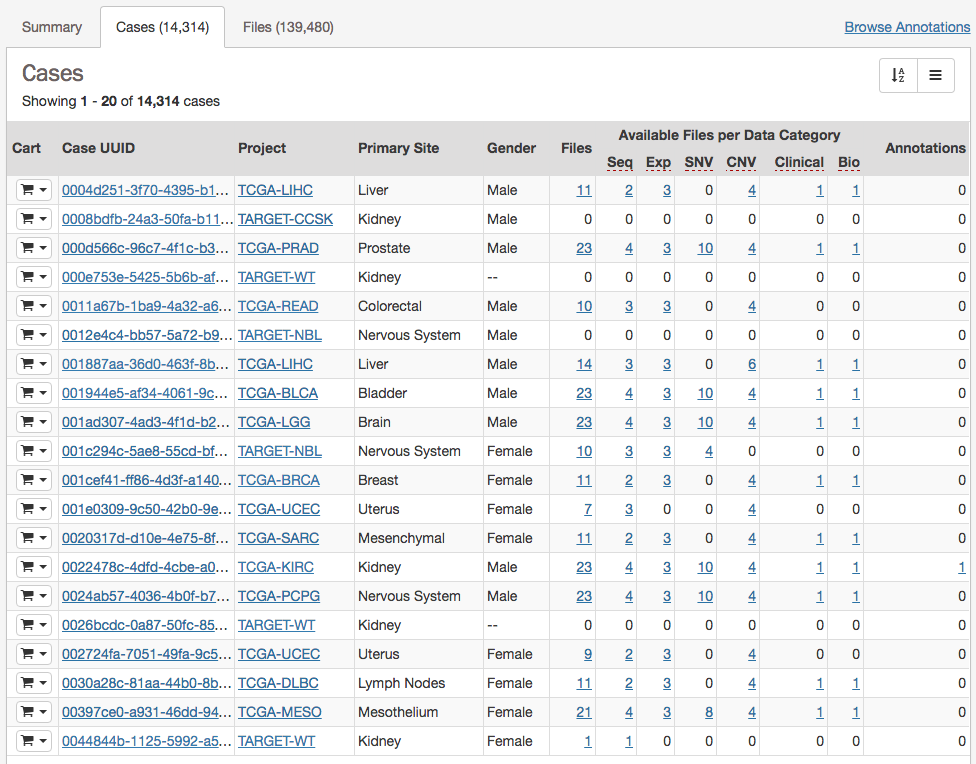 Summary Cases (14,314) Files (139,480) Browse Annotations
Cases
Showing 1 - 20 of 14,314 cases
Available Files per Data Category
Cart Case UUID Project Primary Site Gender Files Annotations
Seq Exp SNV CNV Clinical Bio
0004d251-3f70-4395-b1... TCGA-LIHC Liver Male 11 2 3 0 4 1 1 0
0008bdfb-24a3-50fa-b11... TARGET-CCSK Kidney Male 0 0 0 0 0 0 0 0
000d566c-96c7-4f1c-b3... TCGA-PRAD Prostate Male 23 4 3 10 4 1 1 0
000e753e-5425-5b6b-af... TARGET-WT Kidney -- 0 0 0 0 0 0 0 0
0011a67b-1ba9-4a32-a6... TCGA-READ Colorectal Male 10 3 3 0 4 0 0 0
0012e4c4-bb57-5a72-b9... TARGET-NBL Nervous System Male 0 0 0 0 0 0 0 0
001887aa-36d0-463f-8b... TCGA-LIHC Liver Male 14 3 3 0 6 1 1 0
001944e5-af34-4061-9c... TCGA-BLCA Bladder Male 23 4 3 10 4 1 1 0
001ad307-4ad3-4f1d-b2... TCGA-LGG Brain Male 23 4 3 10 4 1 1 0
001c294c-5ae8-55cd-bf... TARGET-NBL Nervous System Female 10 3 3 4 0 0 0 0
001cef41-ff86-4d3f-a140... TCGA-BRCA Breast Female 11 2 3 0 4 1 1 0
001e0309-9c50-42b0-9e... TCGA-UCEC Uterus Female 7 3 0 0 4 0 0 0
0020317d-d10e-4e75-8f... TCGA-SARC Mesenchymal Female 11 2 3 0 4 1 1 0
0022478c-4dfd-4cbe-a0... TCGA-KIRC Kidney Male 23 4 3 10 4 1 1 1
0024ab57-4036-4b0f-b7... TCGA-PCPG Nervous System Male 23 4 3 10 4 1 1 0
0026bcdc-0a87-50fc-85... TARGET-WT Kidney -- 0 0 0 0 0 0 0 0
002724fa-7051-49fa-9c5... TCGA-UCEC Uterus Female 9 2 3 0 4 0 0 0
0030a28c-81aa-44b0-8b... TCGA-DLBC Lymph Nodes Female 11 2 3 0 4 1 1 0
00397ce0-a931-46dd-94... TCGA-MESO Mesothelium Female 21 4 3 8 4 1 1 0
0044844b-1125-5992-a5... TARGET-WT Kidney Female 1 1 0 0 0 0 0 0